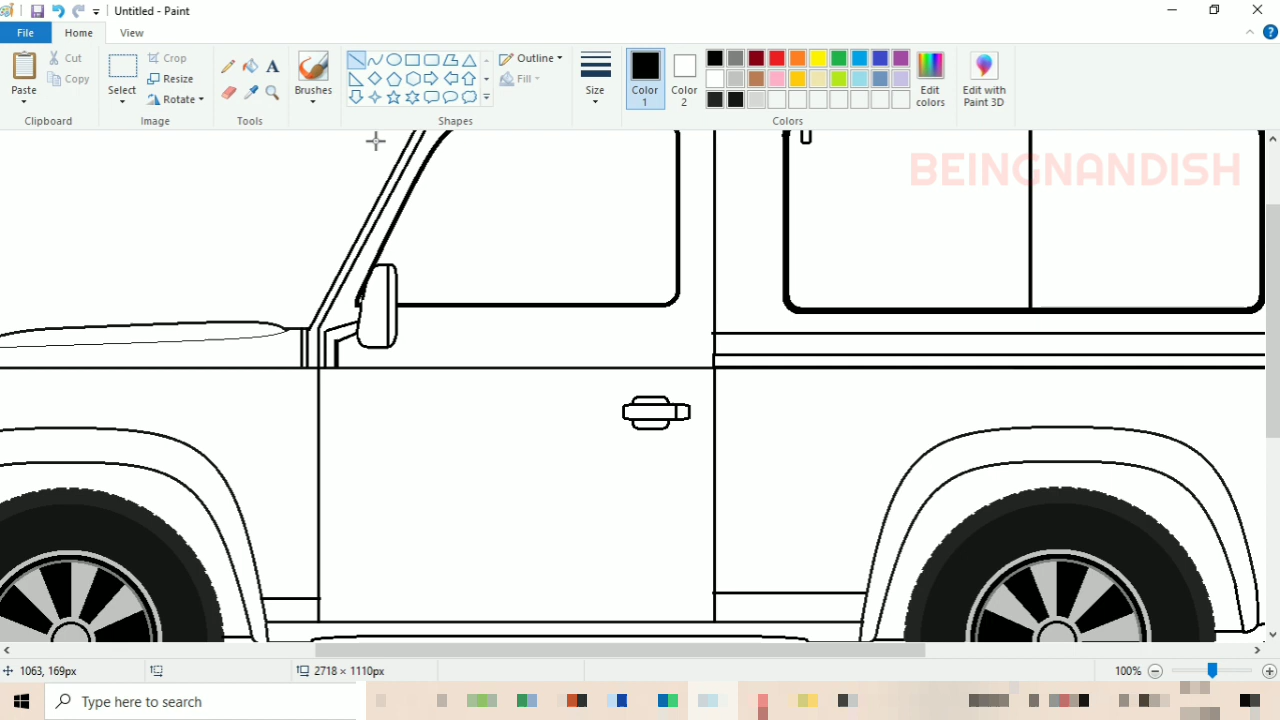 Untitled - Paint
File
Home
View
Paste
Cut
Copy
Clipboard
Select
Crop
Resize
Rotate
Image
A
Tools
Brushes
Outline
Fill
Shapes
Size
Color 1
Color 2
Edit colors
Edit with Paint 3D
Colors
BEINGNANDISH
1063, 169px
2718 × 1110px
100%
Type here to search